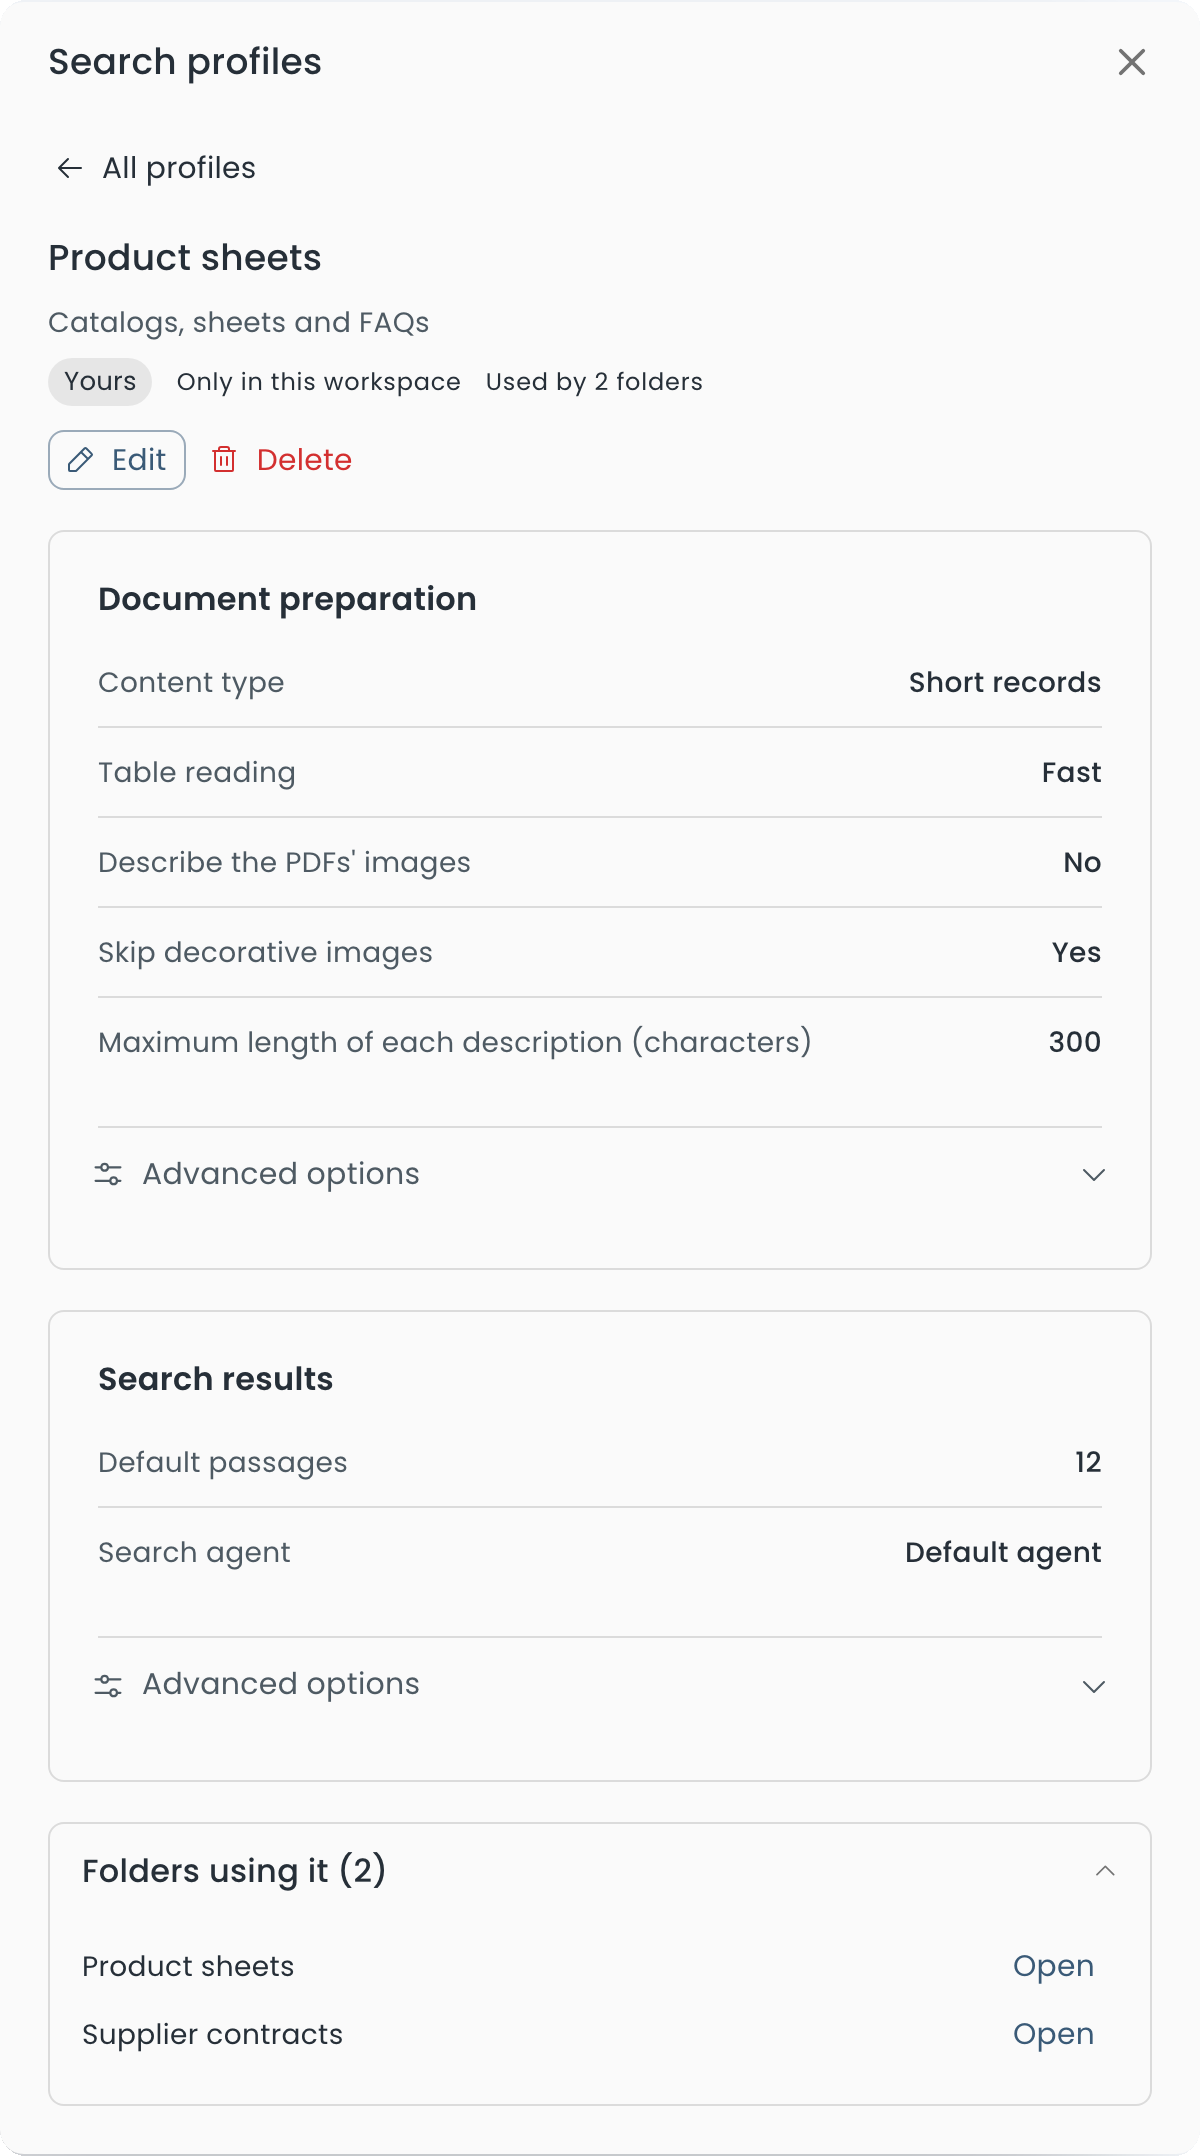 Search profiles
All profiles
Product sheets
Catalogs, sheets and FAQs
Yours Only in this workspace Used by 2 folders
Edit Delete
Document preparation
Content type Short records
Table reading Fast
Describe the PDFs' images No
Skip decorative images Yes
Maximum length of each description (characters) 300
Advanced options
Search results
Default passages 12
Search agent Default agent
Advanced options
Folders using it (2)
Product sheets Open
Supplier contracts Open